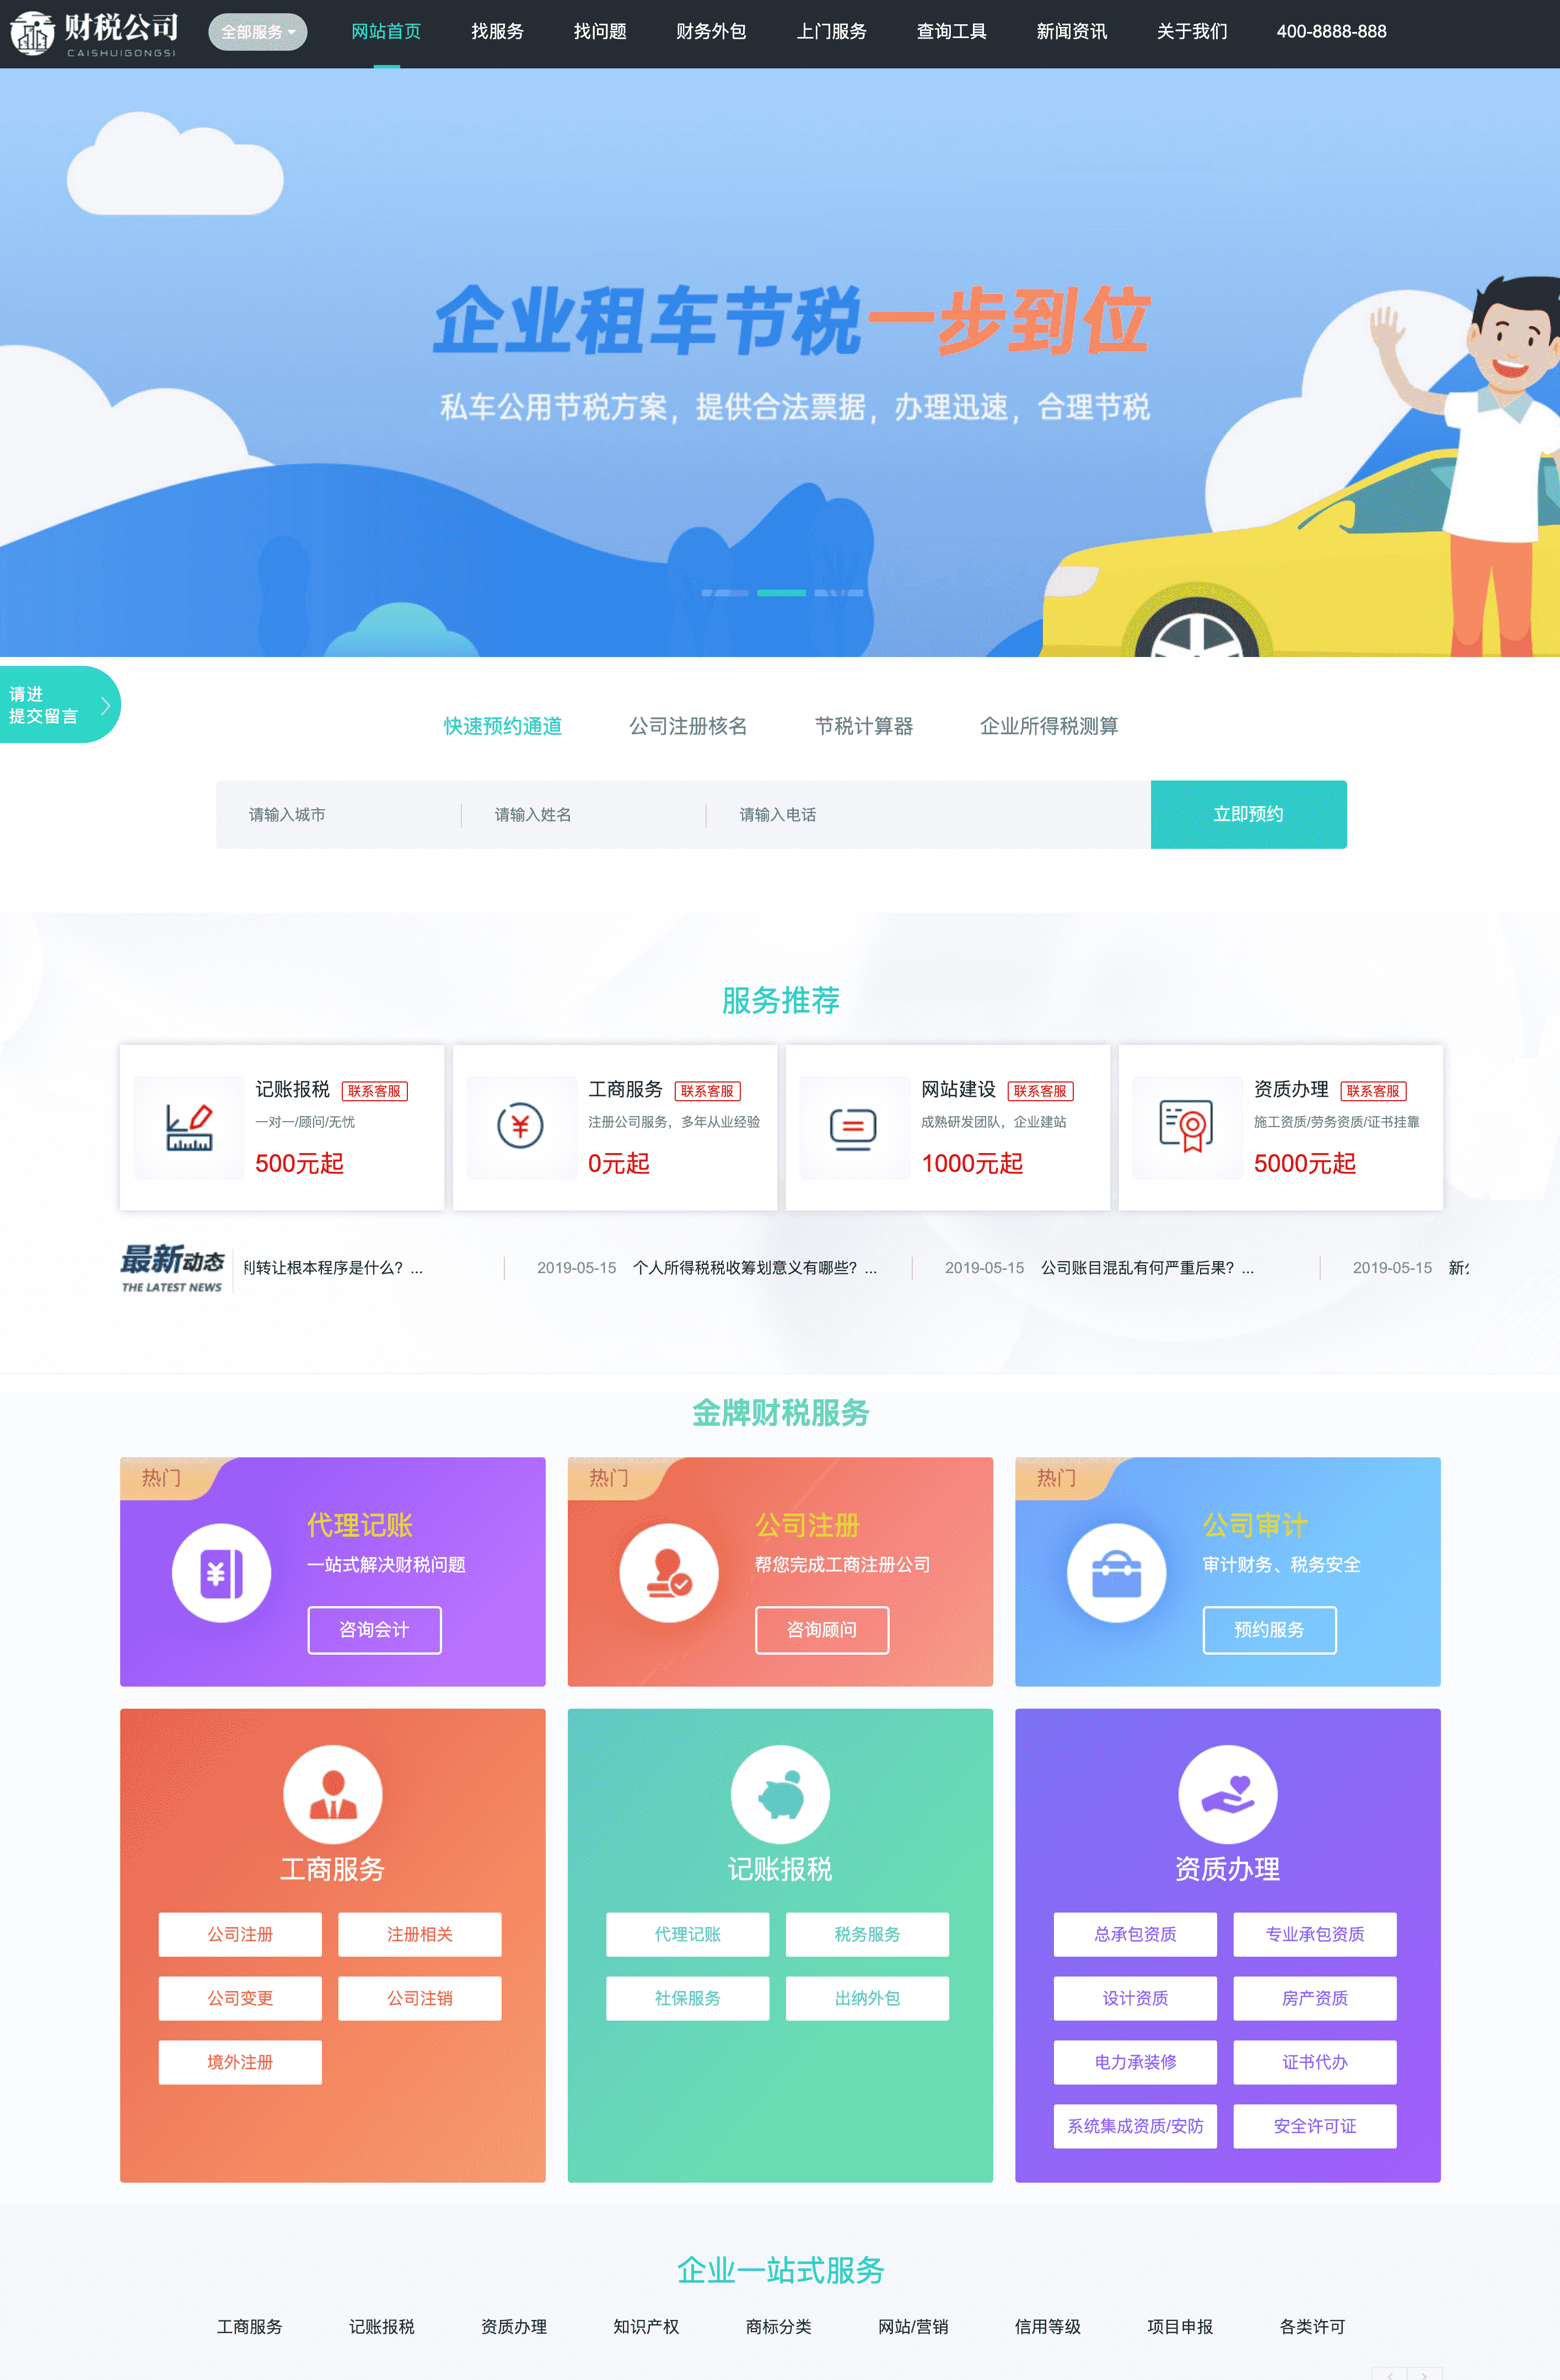 财税公司
CAISHUIGONGSI
全部服务
网站首页
找服务
找问题
财务外包
上门服务
查询工具
新闻资讯
关于我们
400-8888-888
企业租车节税一步到位
私车公用节税方案，提供合法票据，办理迅速，合理节税
请进
提交留言
快速预约通道
公司注册核名
节税计算器
企业所得税测算
请输入城市
请输入姓名
请输入电话
立即预约
服务推荐
记账报税 联系客服
一对一/顾问/无忧
500元起
工商服务 联系客服
注册公司服务，多年从业经验
0元起
网站建设 联系客服
成熟研发团队，企业建站
1000元起
资质办理 联系客服
施工资质/劳务资质/证书挂靠
5000元起
最新动态
THE LATEST NEWS
利转让根本程序是什么？...
2019-05-15 个人所得税税收筹划意义有哪些？...
2019-05-15 公司账目混乱有何严重后果？...
2019-05-15 新
金牌财税服务
热门
代理记账
一站式解决财税问题
咨询会计
热门
公司注册
帮您完成工商注册公司
咨询顾问
热门
公司审计
审计财务、税务安全
预约服务
工商服务
公司注册
注册相关
公司变更
公司注销
境外注册
记账报税
代理记账
税务服务
社保服务
出纳外包
资质办理
总承包资质
专业承包资质
设计资质
房产资质
电力承装修
证书代办
系统集成资质/安防
安全许可证
企业一站式服务
工商服务
记账报税
资质办理
知识产权
商标分类
网站/营销
信用等级
项目申报
各类许可